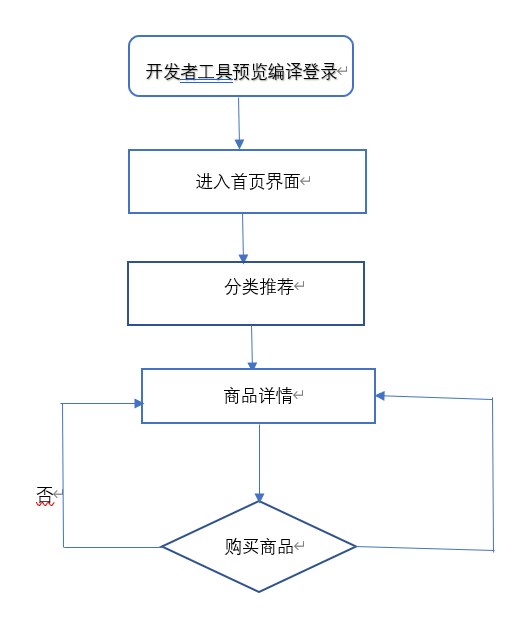 开发者工具预览编译登录
进入首页界面
分类推荐
商品详情
否
购买商品